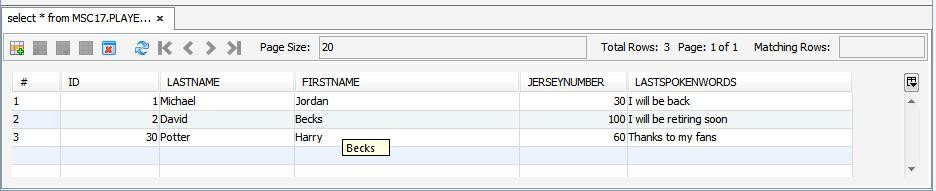 select * from MSC17.PLAYE... ×
Page Size: 20 Total Rows: 3 Page: 1 of 1 Matching Rows:
# ID LASTNAME FIRSTNAME JERSEYNUMBER LASTSPOKENWORDS
1 1 Michael Jordan 30 I will be back
2 2 David Becks 100 I will be retiring soon
3 30 Potter Harry 60 Thanks to my fans
Becks